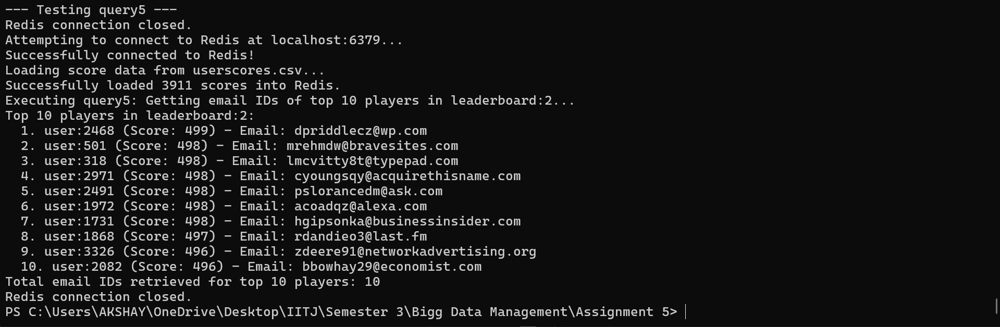 --- Testing query5 ---
Redis connection closed.
Attempting to connect to Redis at localhost:6379...
Successfully connected to Redis!
Loading score data from userscores.csv...
Successfully loaded 3911 scores into Redis.
Executing query5: Getting email IDs of top 10 players in leaderboard:2...
Top 10 players in leaderboard:2:
  1. user:2468 (Score: 499) - Email: dpriddlecz@wp.com
  2. user:501 (Score: 498) - Email: mrehmdw@bravesites.com
  3. user:318 (Score: 498) - Email: lmcvitty8t@typepad.com
  4. user:2971 (Score: 498) - Email: cyoungsqy@acquirethisname.com
  5. user:2491 (Score: 498) - Email: pslorancedm@ask.com
  6. user:1972 (Score: 498) - Email: acoadqz@alexa.com
  7. user:1731 (Score: 498) - Email: hgipsonka@businessinsider.com
  8. user:1868 (Score: 497) - Email: rdandieo3@last.fm
  9. user:3326 (Score: 496) - Email: zdeere91@networkadvertising.org
  10. user:2082 (Score: 496) - Email: bbowhay29@economist.com
Total email IDs retrieved for top 10 players: 10
Redis connection closed.
PS C:\Users\AKSHAY\OneDrive\Desktop\IITJ\Semester 3\Bigg Data Management\Assignment 5>